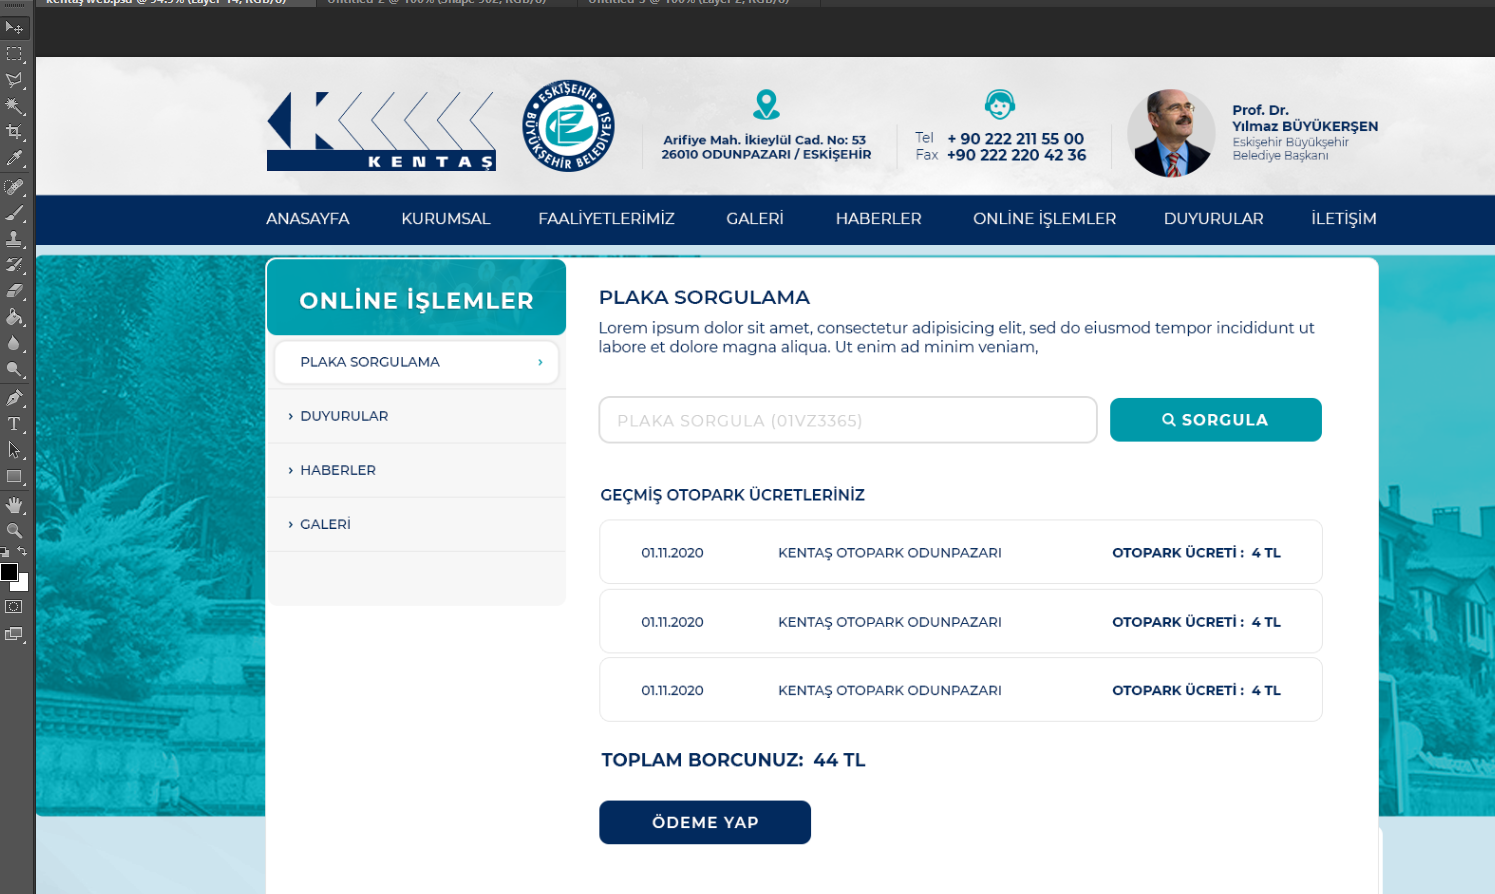 KENTAŞ
ESKİŞEHİR
BÜYÜKŞEHİR BELEDİYESİ
Arifiye Mah. İkieylül Cad. No: 53
26010 ODUNPAZARI / ESKİŞEHİR
Tel + 90 222 211 55 00
Fax +90 222 220 42 36
Prof. Dr.
Yılmaz BÜYÜKERŞEN
Eskişehir Büyükşehir
Belediye Başkanı
ANASAYFA KURUMSAL FAALİYETLERİMİZ GALERİ HABERLER ONLİNE İŞLEMLER DUYURULAR İLETİŞİM
ONLİNE İŞLEMLER
PLAKA SORGULAMA
DUYURULAR
HABERLER
GALERİ
PLAKA SORGULAMA
Lorem ipsum dolor sit amet, consectetur adipisicing elit, sed do eiusmod tempor incididunt ut
labore et dolore magna aliqua. Ut enim ad minim veniam,
PLAKA SORGULA (01VZ3365)
SORGULA
GEÇMİŞ OTOPARK ÜCRETLERİNİZ
01.11.2020 KENTAŞ OTOPARK ODUNPAZARI OTOPARK ÜCRETİ : 4 TL
01.11.2020 KENTAŞ OTOPARK ODUNPAZARI OTOPARK ÜCRETİ : 4 TL
01.11.2020 KENTAŞ OTOPARK ODUNPAZARI OTOPARK ÜCRETİ : 4 TL
TOPLAM BORCUNUZ: 44 TL
ÖDEME YAP